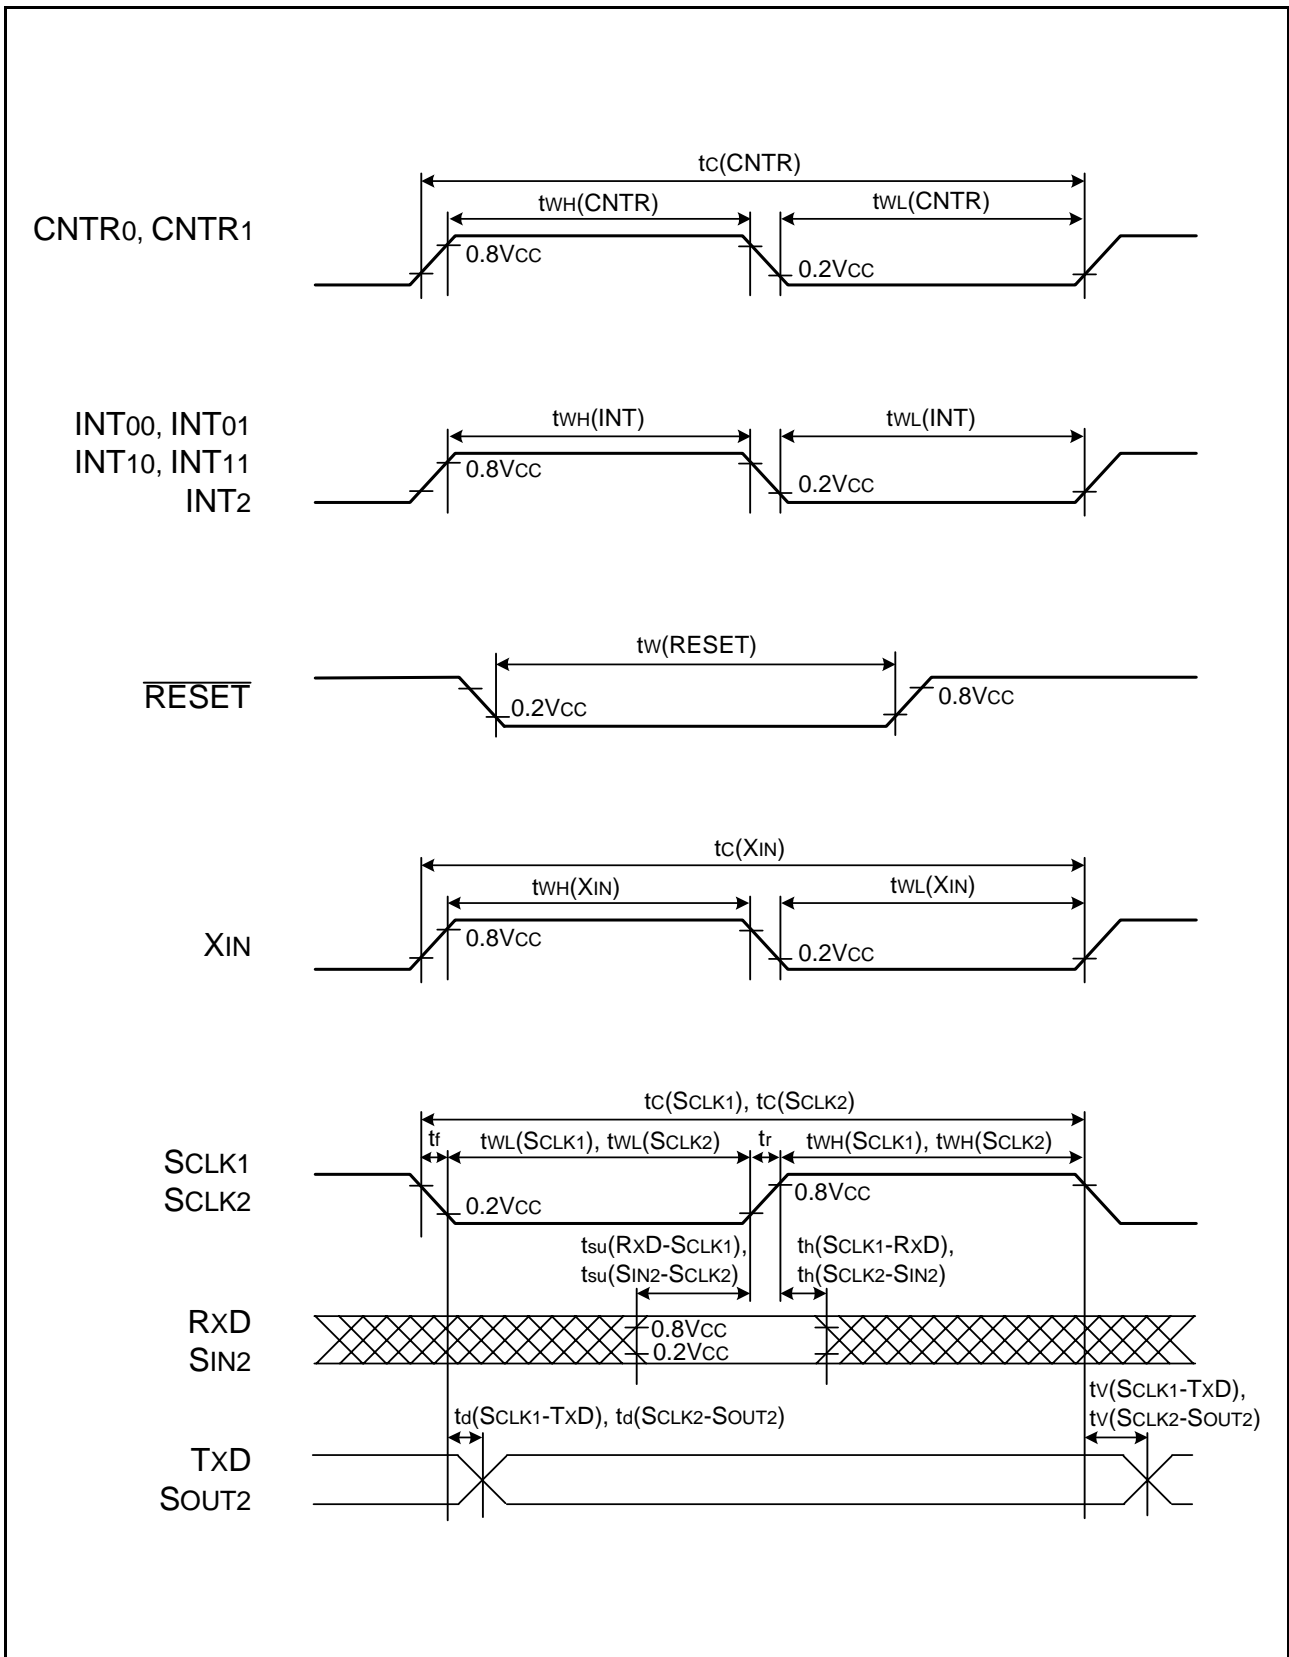 tC(CNTR)
tWH(CNTR)
tWL(CNTR)
CNTR0, CNTR1
0.8VCC
0.2VCC
INT00, INT01
INT10, INT11
INT2
tWH(INT)
tWL(INT)
0.8VCC
0.2VCC
tW(RESET)
RESET
0.2VCC
0.8VCC
tC(XIN)
tWH(XIN)
tWL(XIN)
XIN
0.8VCC
0.2VCC
tC(SCLK1), tC(SCLK2)
tf
tWL(SCLK1), tWL(SCLK2)
tr
tWH(SCLK1), tWH(SCLK2)
SCLK1
SCLK2
0.2VCC
0.8VCC
tsu(RXD-SCLK1),
tsu(SIN2-SCLK2)
th(SCLK1-RXD),
th(SCLK2-SIN2)
RXD
SIN2
0.8VCC
0.2VCC
td(SCLK1-TXD), td(SCLK2-SOUT2)
tV(SCLK1-TXD),
tV(SCLK2-SOUT2)
TXD
SOUT2